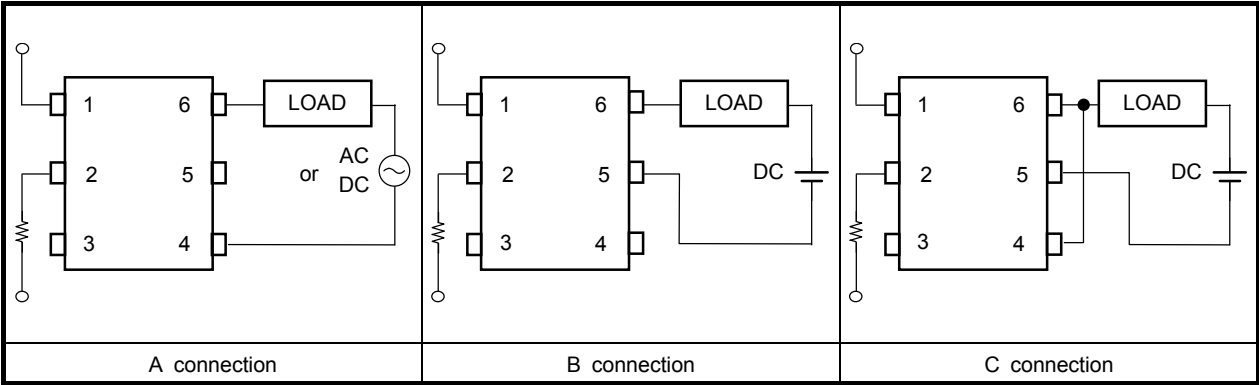 1 6 LOAD
2 5 or AC
DC
3 4
A connection
1 6 LOAD
2 5 DC
3 4
B connection
1 6 LOAD
2 5 DC
3 4
C connection